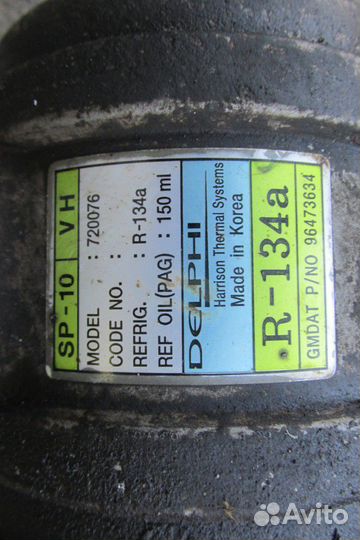 SP-10 VH
MODEL : 720076
CODE NO. :
REFRIG. : R-134a
REF OIL(PAG) : 150 ml
DELPHI
Harrison Thermal Systems
Made in Korea
R-134a
GMDAT P/NO 96473634
Avito